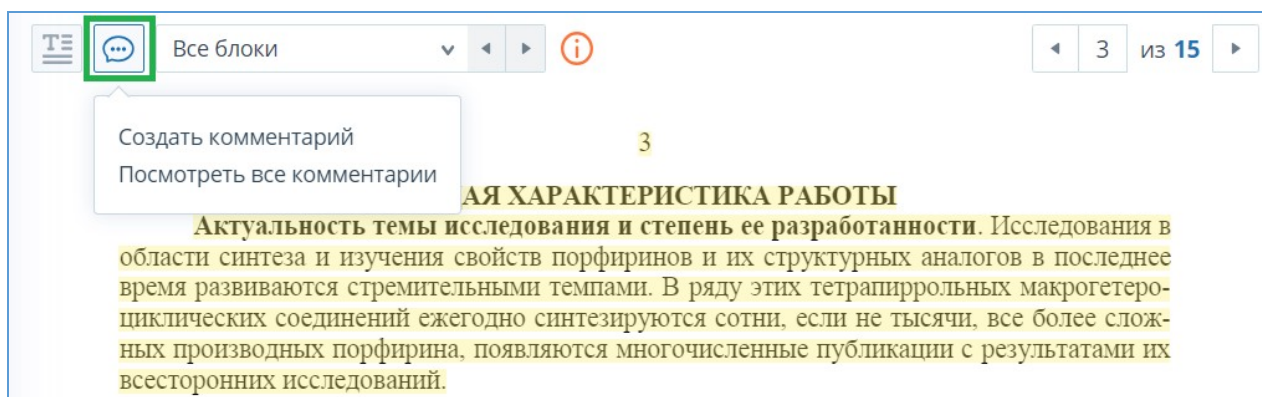 Все блоки
3 из 15
Создать комментарий
Посмотреть все комментарии
3
АЯ ХАРАКТЕРИСТИКА РАБОТЫ
Актуальность темы исследования и степень ее разработанности. Исследования в
области синтеза и изучения свойств порфиринов и их структурных аналогов в последнее
время развиваются стремительными темпами. В ряду этих тетрапиррольных макрогетеро-
циклических соединений ежегодно синтезируются сотни, если не тысячи, все более слож-
ных производных порфирина, появляются многочисленные публикации с результатами их
всесторонних исследований.